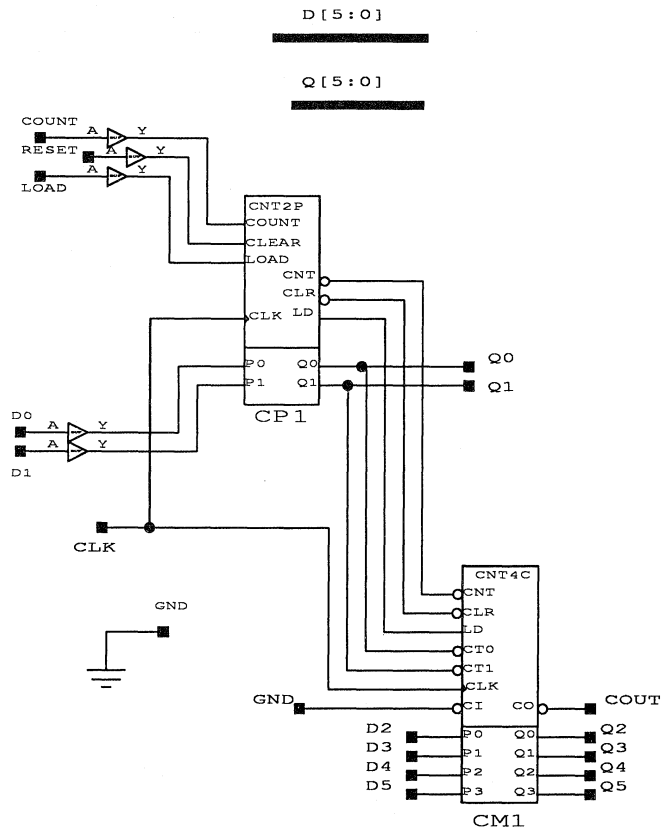 D[5:0]
Q[5:0]
COUNT A Y
RESET A Y
LOAD A Y
CNT2P
COUNT
CLEAR
LOAD
CNT
CLR
CLK LD
P0 Q0 Q0
P1 Q1 Q1
CP1
D0 A Y
D1 A Y
CLK
GND
CNT4C
CNT
CLR
LD
CT0
CT1
CLK
GND CI CO COUT
D2 P0 Q0 Q2
D3 P1 Q1 Q3
D4 P2 Q2 Q4
D5 P3 Q3 Q5
CM1